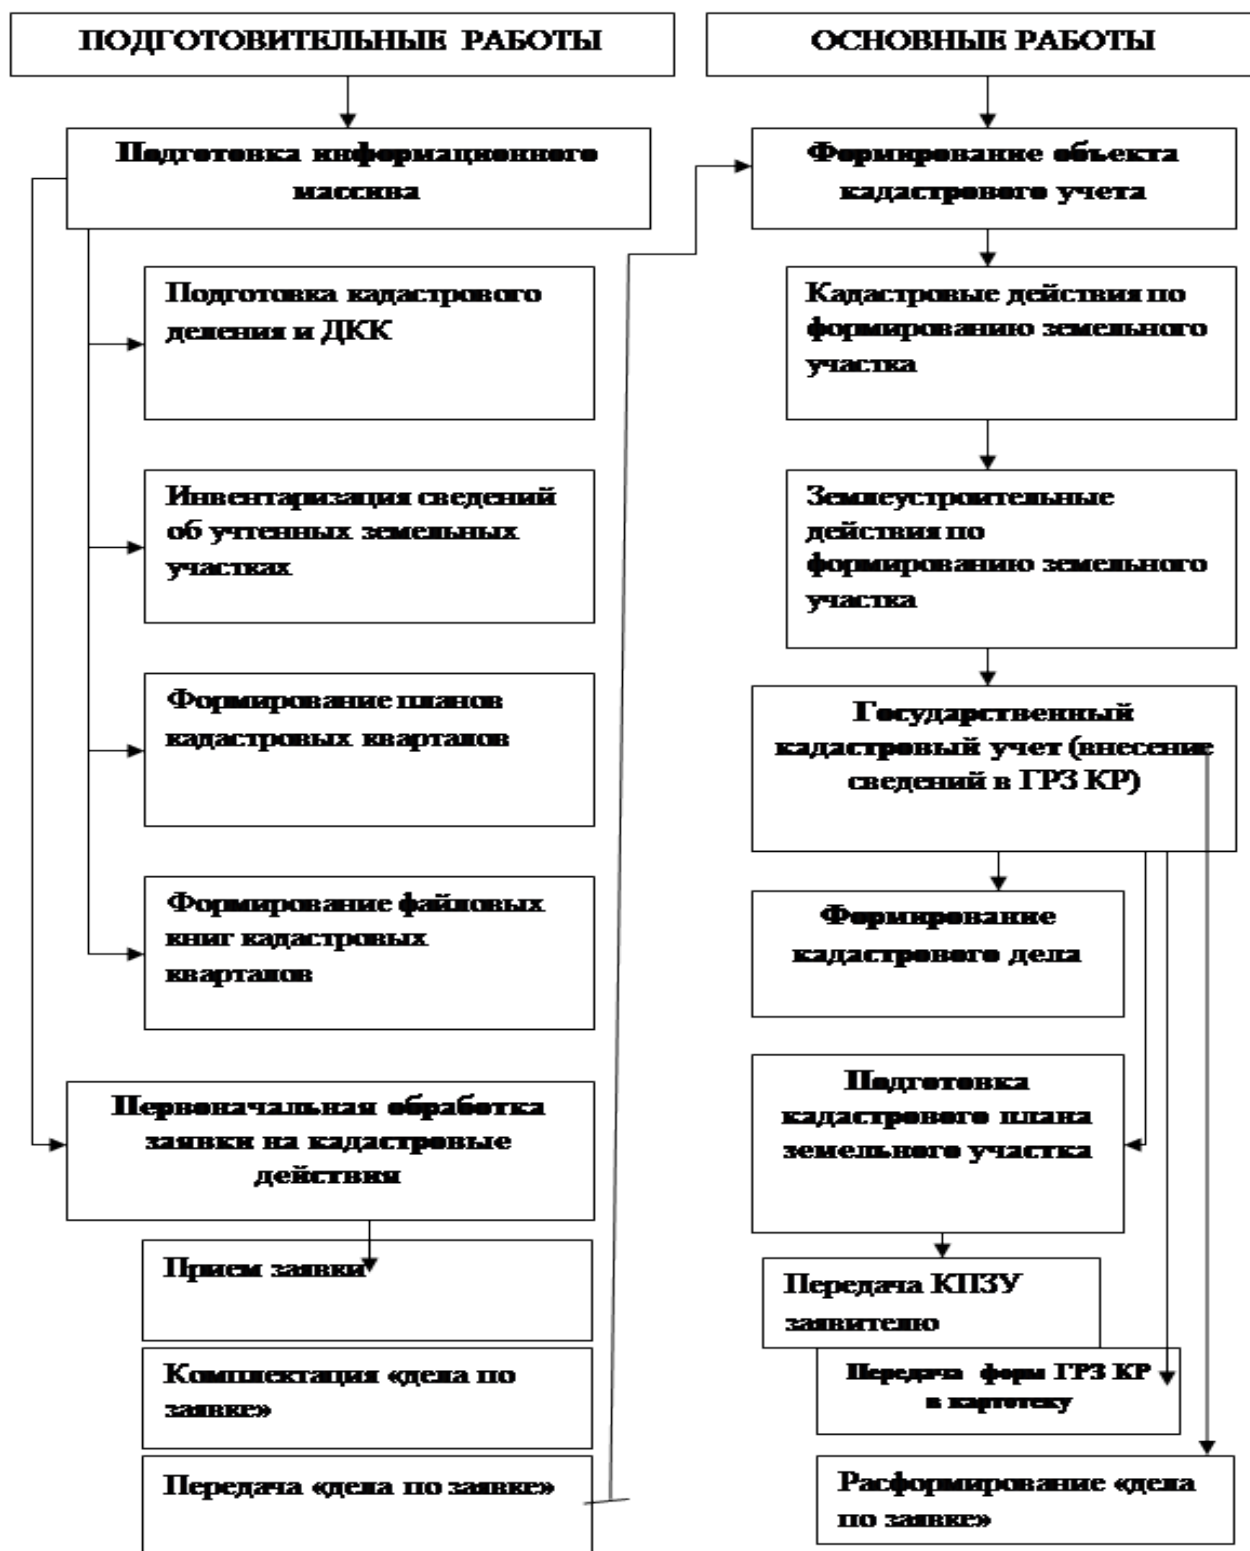 ПОДГОТОВИТЕЛЬНЫЕ РАБОТЫ
Подготовка информационного
массива
Подготовка кадастрового
деления и ДКК
Инвентаризация сведений
об учтенных земельных
участках
Формирование планов
кадастровых кварталов
Формирование файловых
книг кадастровых
кварталов
Первоначальная обработка
заявки на кадастровые
действия
Прием заявки
Комплектация «дела по
заявке»
Передача «дела по заявке»
ОСНОВНЫЕ РАБОТЫ
Формирование объекта
кадастрового учета
Кадастровые действия по
формированию земельного
участка
Землеустроительные
действия по
формированию земельного
участка
Государственный
кадастровый учет (внесение
сведений в ГРЗ КР)
Формирование
кадастрового дела
Подготовка
кадастрового плана
земельного участка
Передача КПЗУ
заявителю
Передача форм ГРЗ КР
в картотеку
Расформирование «дела
по заявке»